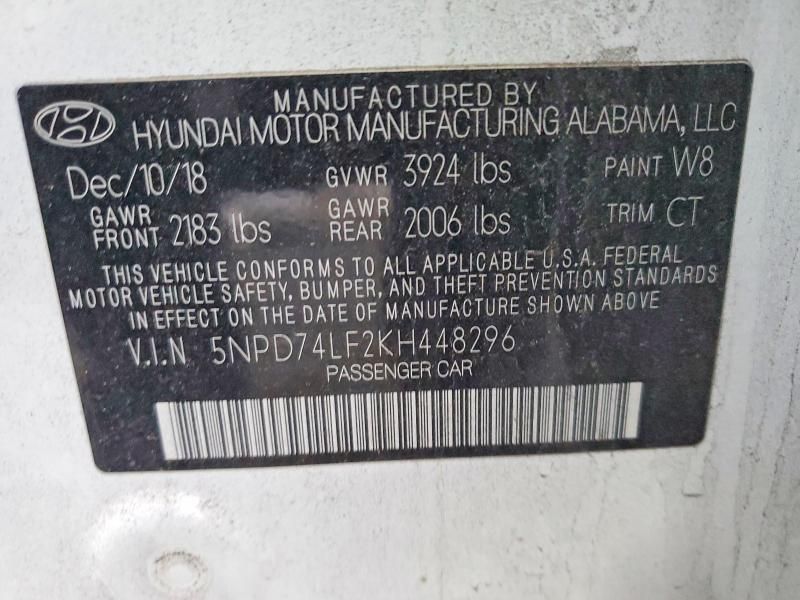 MANUFACTURED BY
HYUNDAI MOTOR MANUFACTURING ALABAMA, LLC
Dec/10/18 GVWR 3924 lbs PAINT W8
GAWR FRONT 2183 lbs GAWR REAR 2006 lbs TRIM CT
THIS VEHICLE CONFORMS TO ALL APPLICABLE U.S.A. FEDERAL
MOTOR VEHICLE SAFETY, BUMPER, AND THEFT PREVENTION STANDARDS
IN EFFECT ON THE DATE OF MANUFACTURE SHOWN ABOVE
V.I.N 5NPD74LF2KH448296
PASSENGER CAR